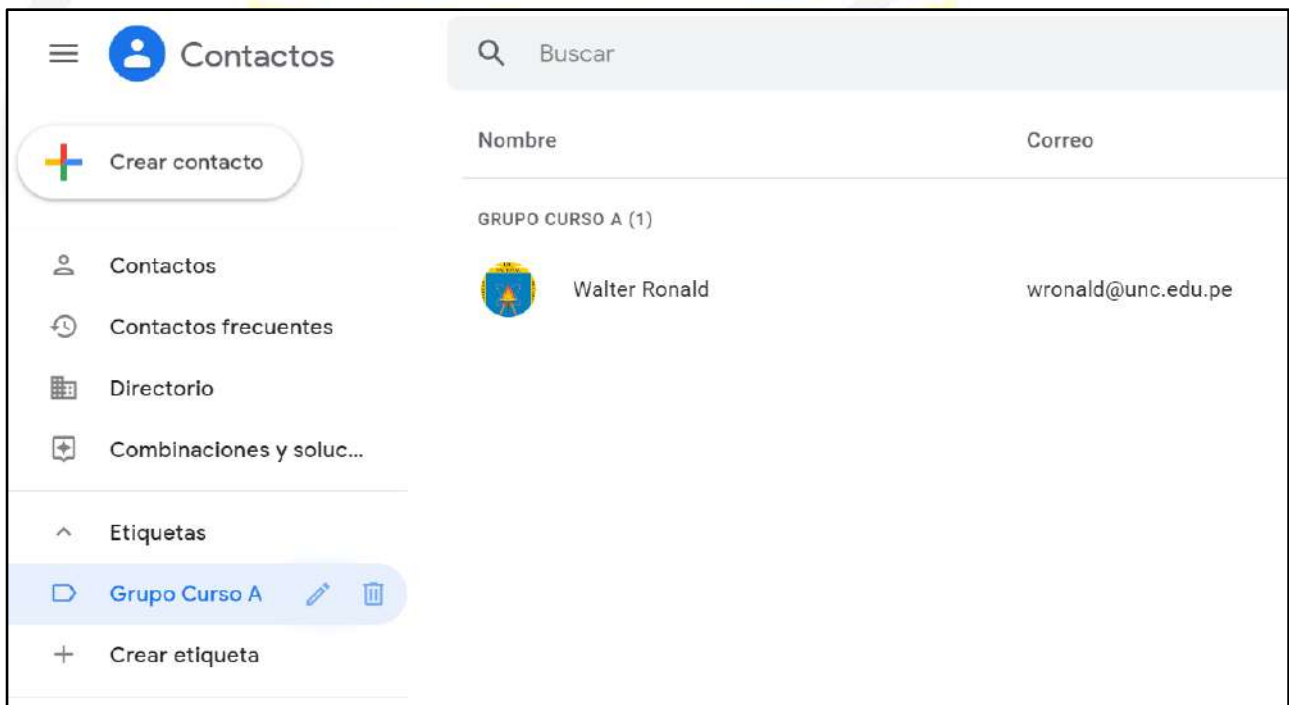 Contactos
Buscar
Crear contacto
Contactos
Contactos frecuentes
Directorio
Combinaciones y soluc...
Etiquetas
Grupo Curso A
Crear etiqueta
Nombre
Correo
GRUPO CURSO A (1)
Walter Ronald
wronald@unc.edu.pe